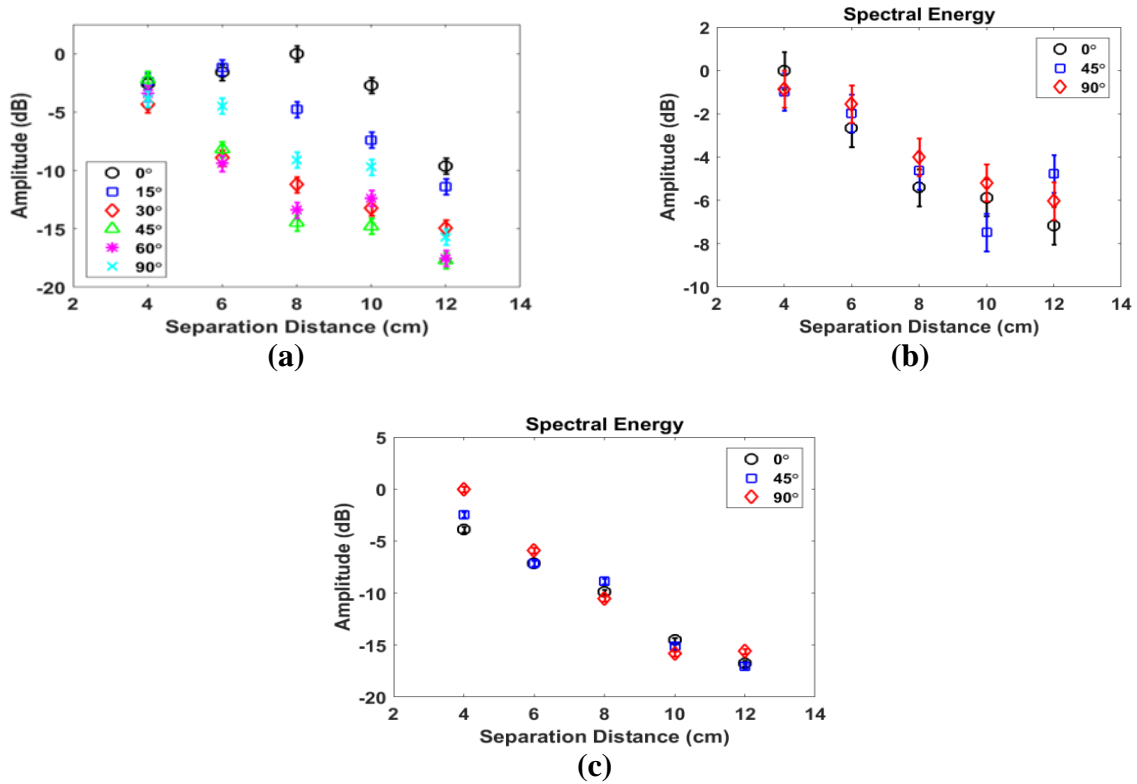 0
-5
-10
-15
-20
Amplitude (dB)
0°
15°
30°
45°
60°
90°
2 4 6 8 10 12 14
Separation Distance (cm)
(a)
Spectral Energy
2
0
-2
-4
-6
-8
-10
Amplitude (dB)
0°
45°
90°
2 4 6 8 10 12 14
Separation Distance (cm)
(b)
Spectral Energy
5
0
-5
-10
-15
-20
Amplitude (dB)
0°
45°
90°
2 4 6 8 10 12 14
Separation Distance (cm)
(c)